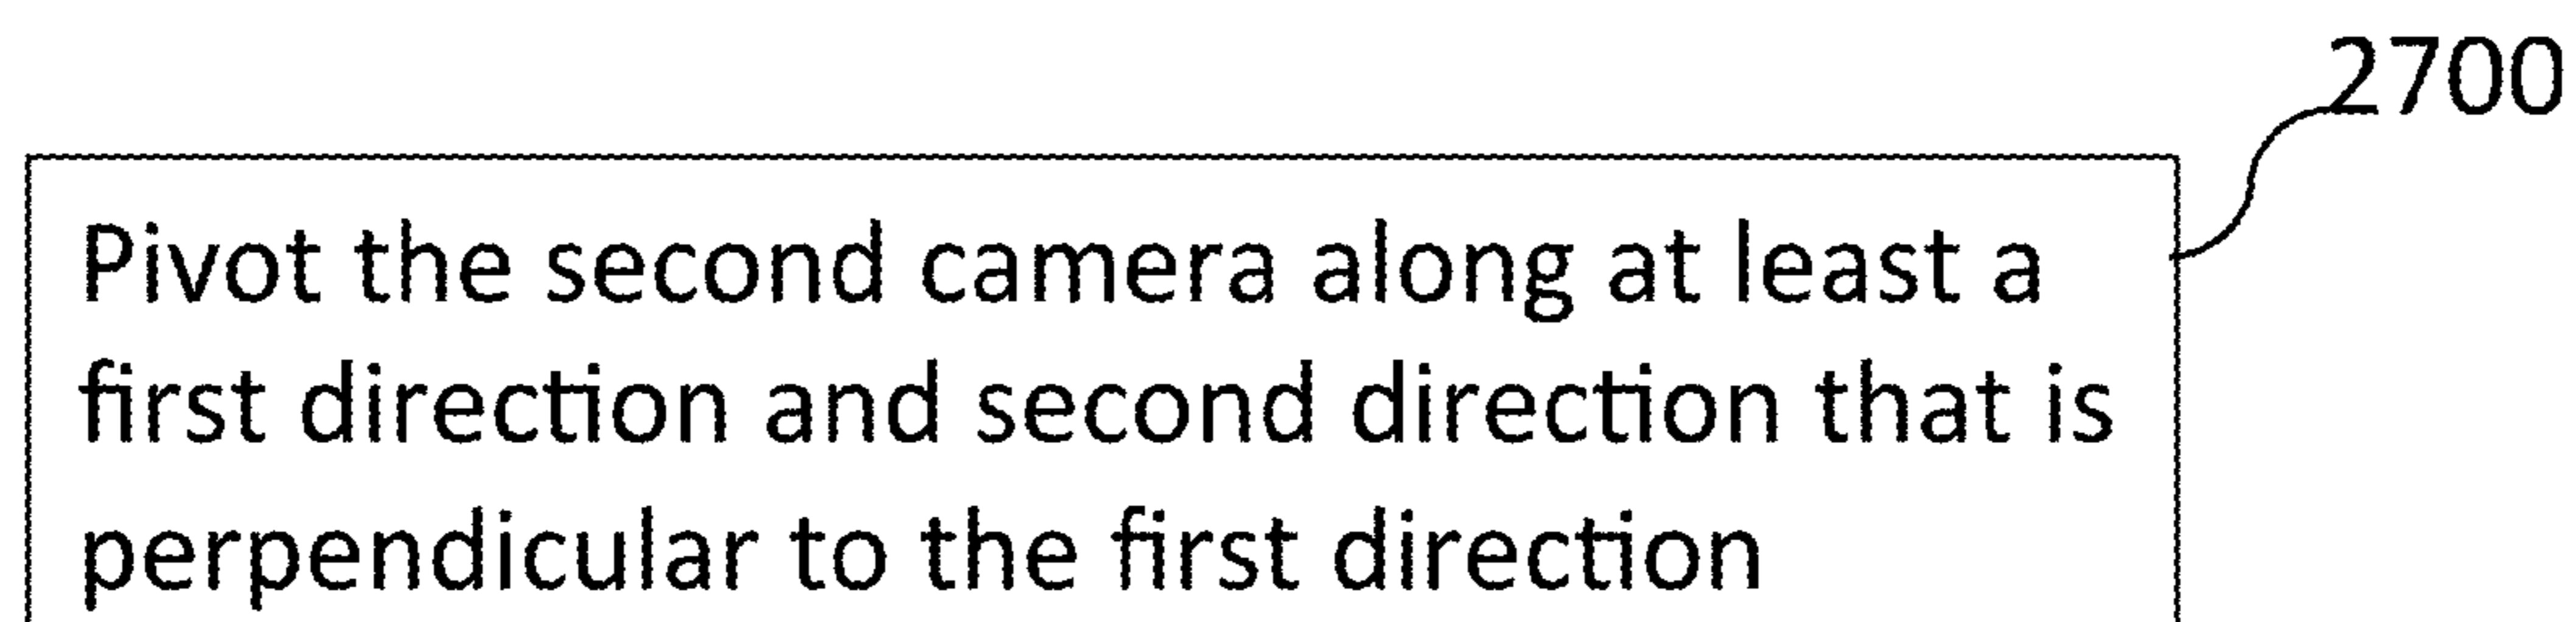 2700
Pivot the second camera along at least a
first direction and second direction that is
perpendicular to the first direction